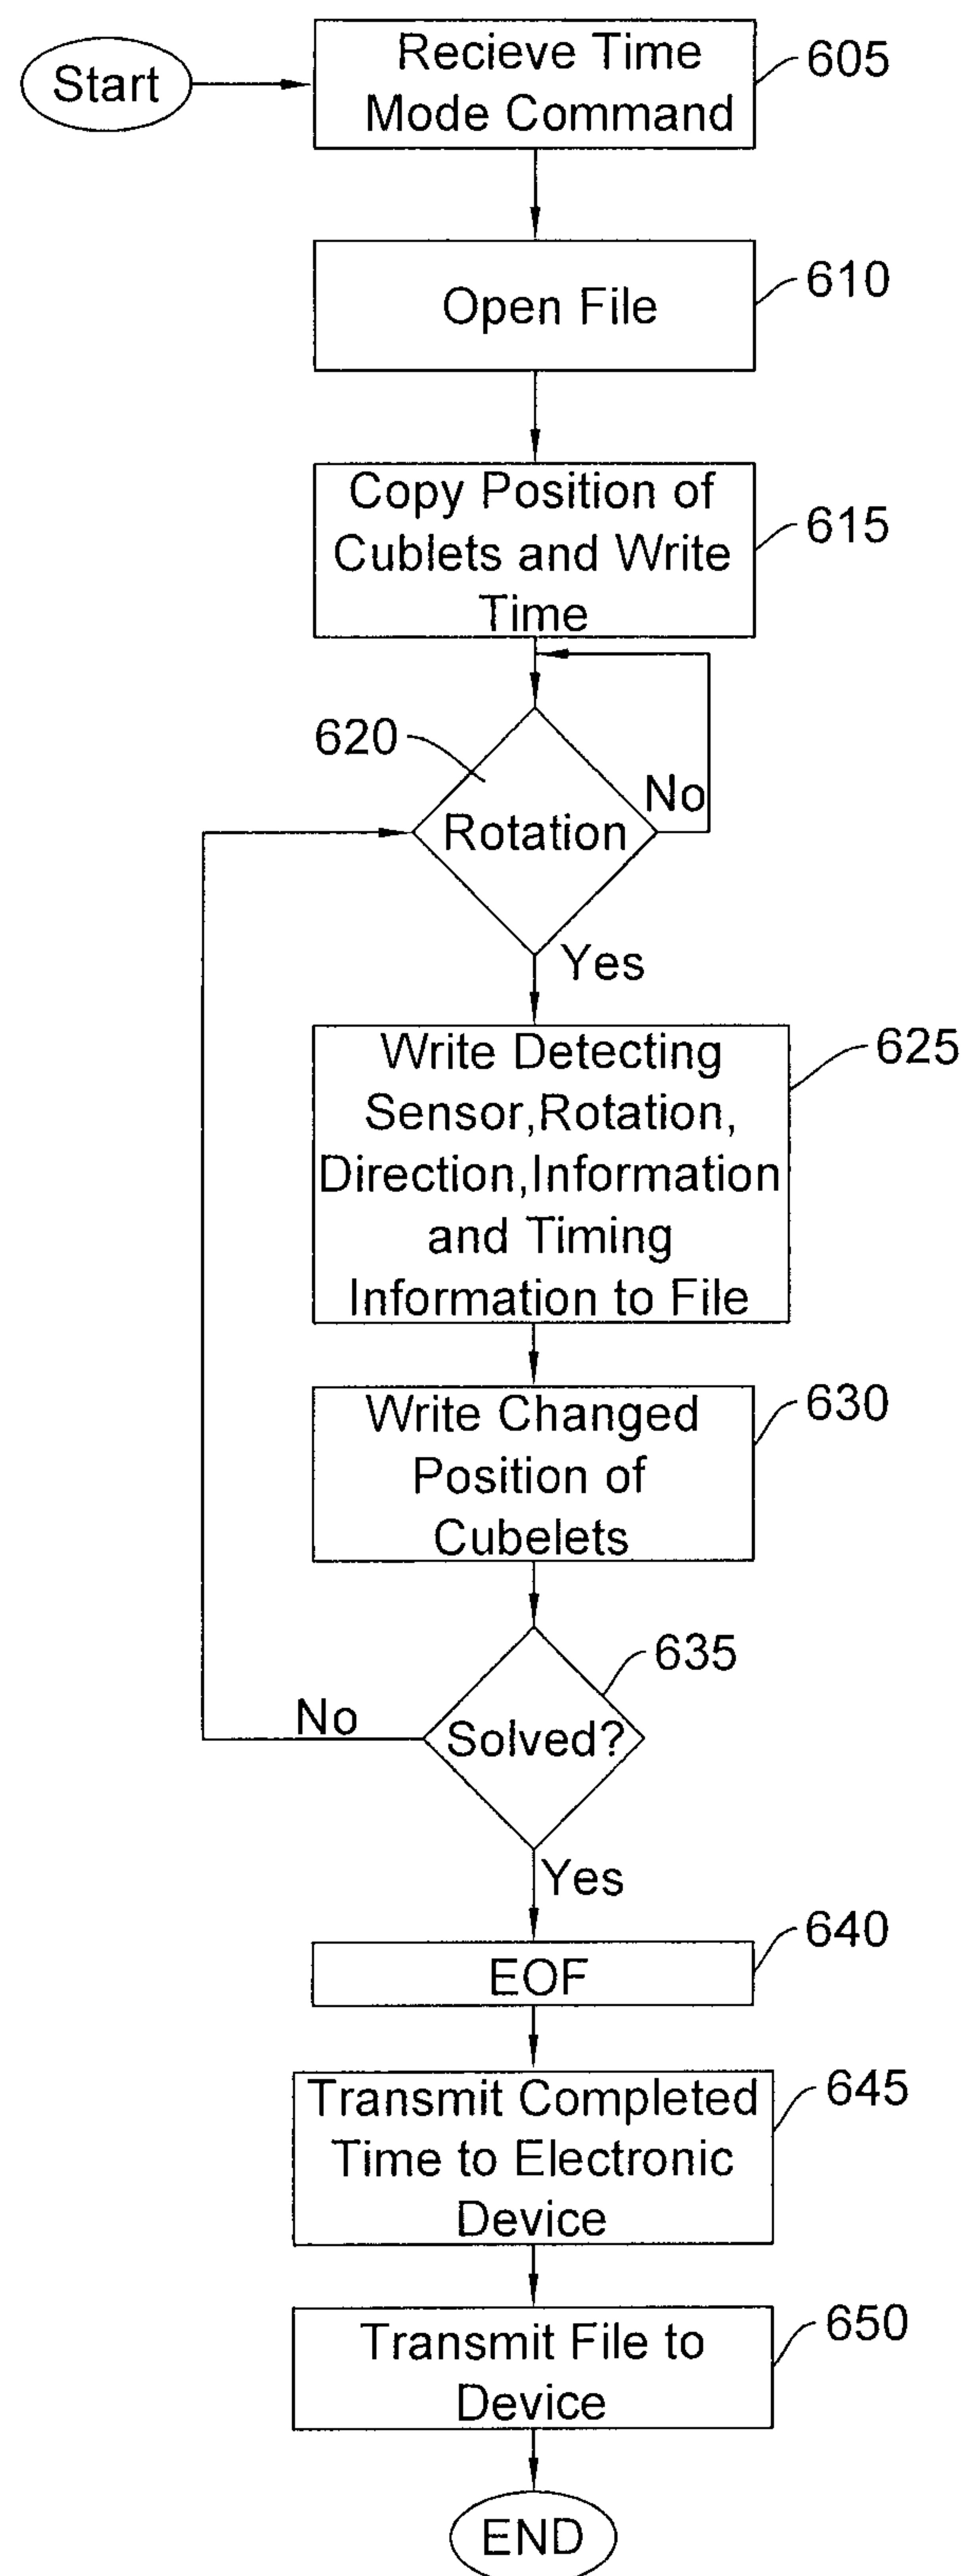 Start
Recieve Time
Mode Command
605
Open File
610
Copy Position of
Cublets and Write
Time
615
620
Rotation
No
Yes
Write Detecting
Sensor,Rotation,
Direction,Information
and Timing
Information to File
625
Write Changed
Position of
Cubelets
630
635
Solved?
No
Yes
EOF
640
Transmit Completed
Time to Electronic
Device
645
Transmit File to
Device
650
END